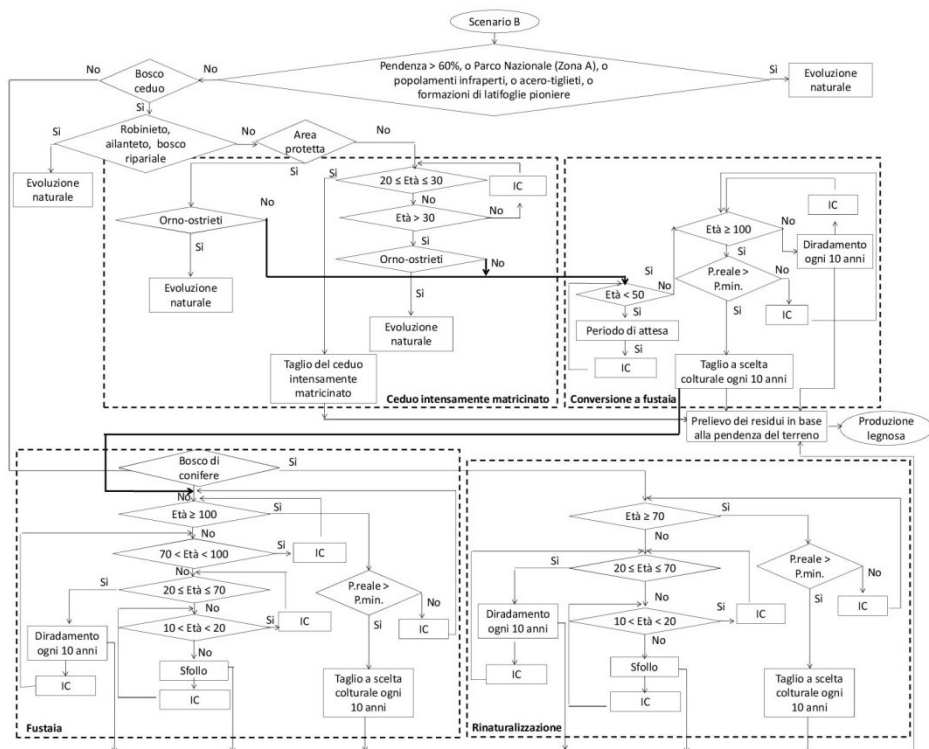 Scenario B
Pendenza > 60%, o Parco Nazionale (Zona A), o
popolamenti infraperti, o acero-tiglieti, o
formazioni di latifoglie pioniere
No
Sì
Evoluzione
naturale
No
Bosco
ceduo
Sì
Robinieto,
ailanteto, bosco
ripariale
Sì
No
Evoluzione
naturale
Area
protetta
No
Sì
Orno-ostrieti
No
Sì
Evoluzione
naturale
20 ≤ Età ≤ 30
Sì
No
IC
Età > 30
No
Sì
Orno-ostrieti
No
Sì
Evoluzione
naturale
Taglio del ceduo
intensamente
matricinato
Ceduo intensamente matricinato
Età < 50
Sì
No
Sì
Periodo di attesa
Sì
IC
Età ≥ 100
No
Sì
IC
Diradamento
ogni 10 anni
P.reale >
P.min.
No
Sì
IC
Taglio a scelta
colturale ogni 10 anni
Conversione a fustaia
Prelievo dei residui in base
alla pendenza del terreno
Produzione
legnosa
Bosco di
conifere
Sì
No
Età ≥ 100
Sì
No
IC
70 < Età < 100
Sì
No
IC
20 ≤ Età ≤ 70
Sì
No
IC
10 < Età < 20
Sì
No
Diradamento
ogni 10 anni
IC
Sfollo
IC
P.reale >
P.min.
No
Sì
IC
Taglio a scelta
colturale ogni
10 anni
Fustaia
Età ≥ 70
Sì
No
20 ≤ Età ≤ 70
Sì
No
IC
10 < Età < 20
Sì
No
Diradamento
ogni 10 anni
IC
Sfollo
IC
P.reale >
P.min.
No
Sì
IC
Taglio a scelta
colturale ogni
10 anni
Rinaturalizzazione